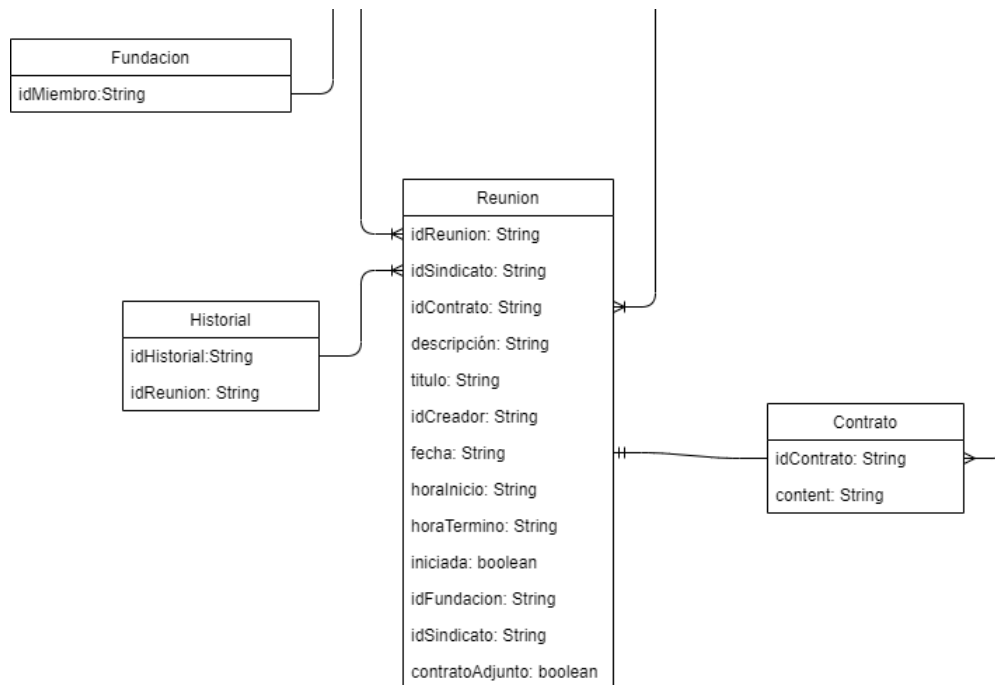 Fundacion
idMiembro:String
Reunion
idReunion: String
idSindicato: String
idContrato: String
descripción: String
titulo: String
idCreador: String
fecha: String
horaInicio: String
horaTermino: String
iniciada: boolean
idFundacion: String
idSindicato: String
contratoAdjunto: boolean
Historial
idHistorial:String
idReunion: String
Contrato
idContrato: String
content: String